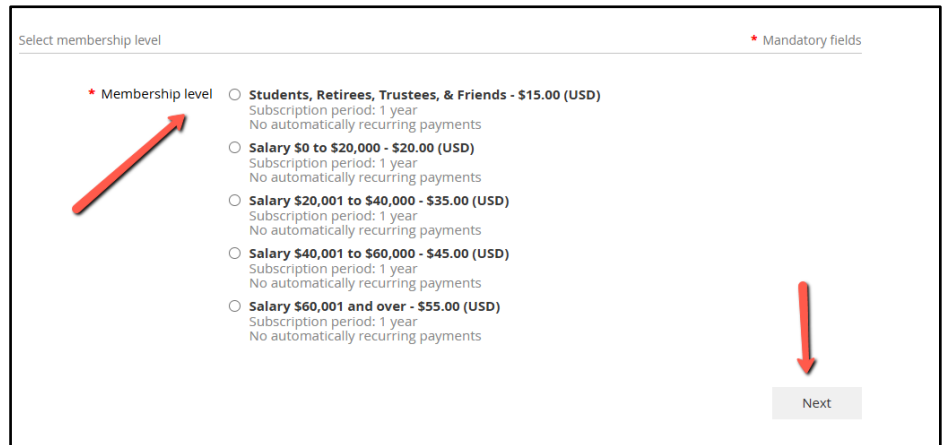 Select membership level
* Mandatory fields
* Membership level
Students, Retirees, Trustees, & Friends - $15.00 (USD)
Subscription period: 1 year
No automatically recurring payments
Salary $0 to $20,000 - $20.00 (USD)
Subscription period: 1 year
No automatically recurring payments
Salary $20,001 to $40,000 - $35.00 (USD)
Subscription period: 1 year
No automatically recurring payments
Salary $40,001 to $60,000 - $45.00 (USD)
Subscription period: 1 year
No automatically recurring payments
Salary $60,001 and over - $55.00 (USD)
Subscription period: 1 year
No automatically recurring payments
Next